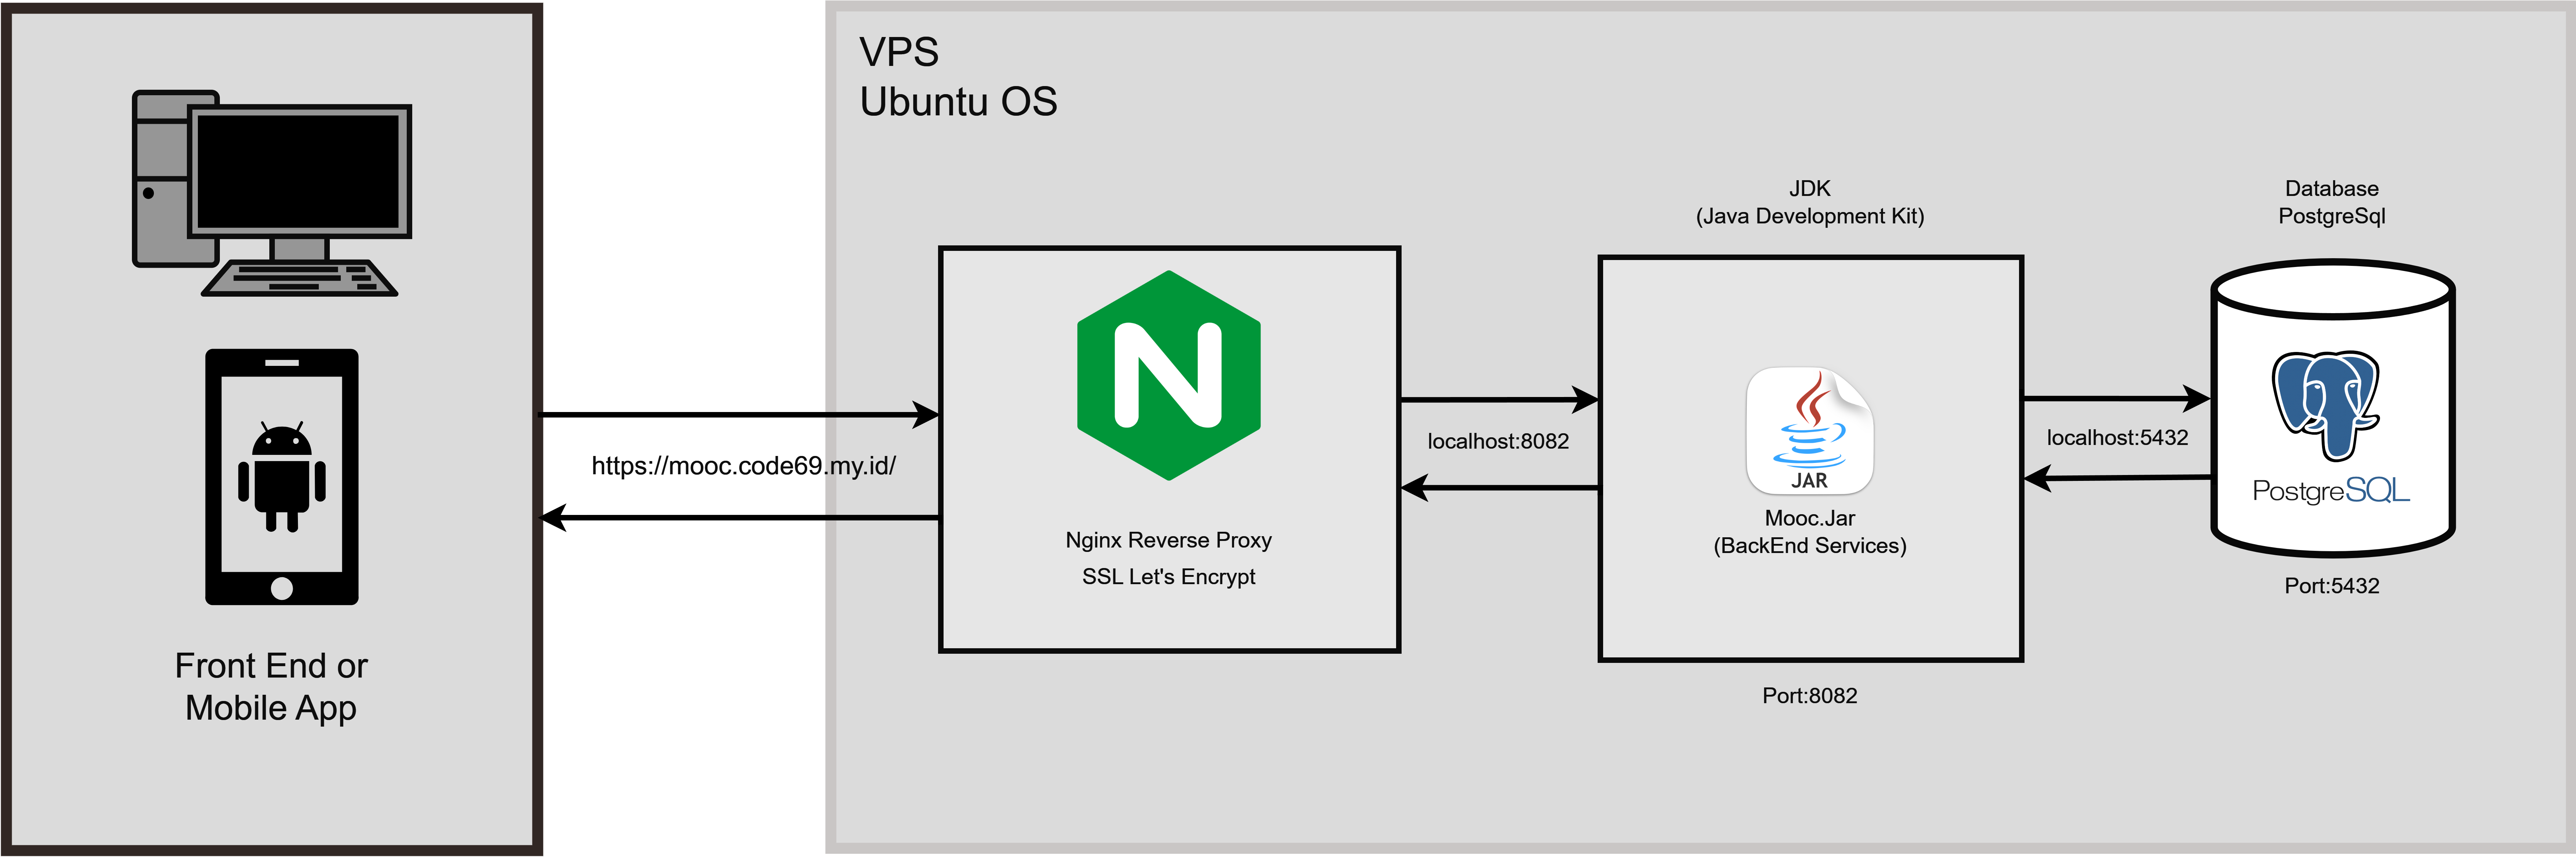 VPS
Ubuntu OS
Front End or
Mobile App
https://mooc.code69.my.id/
N
Nginx Reverse Proxy
SSL Let's Encrypt
localhost:8082
JDK
(Java Development Kit)
JAR
Mooc.Jar
(BackEnd Services)
Port:8082
localhost:5432
Database
PostgreSql
PostgreSQL
Port:5432